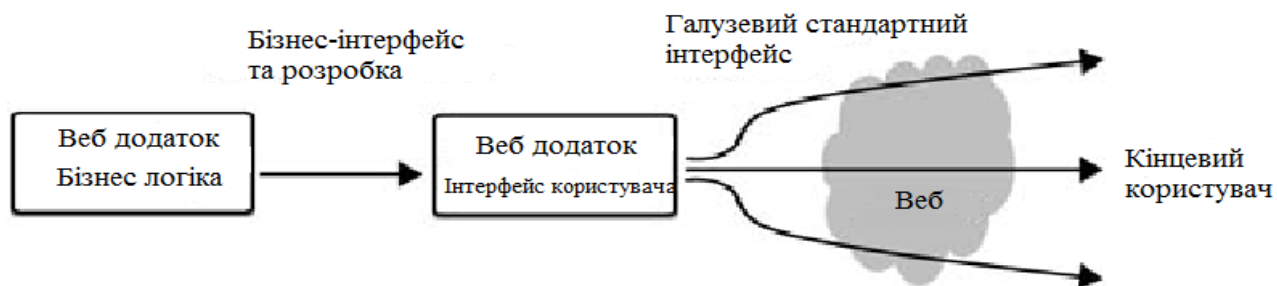 Бізнес-інтерфейс
та розробка
Галузевий стандартний
інтерфейс
Веб додаток
Бізнес логіка
Веб додаток
Інтерфейс користувача
Веб
Кінцевий
користувач